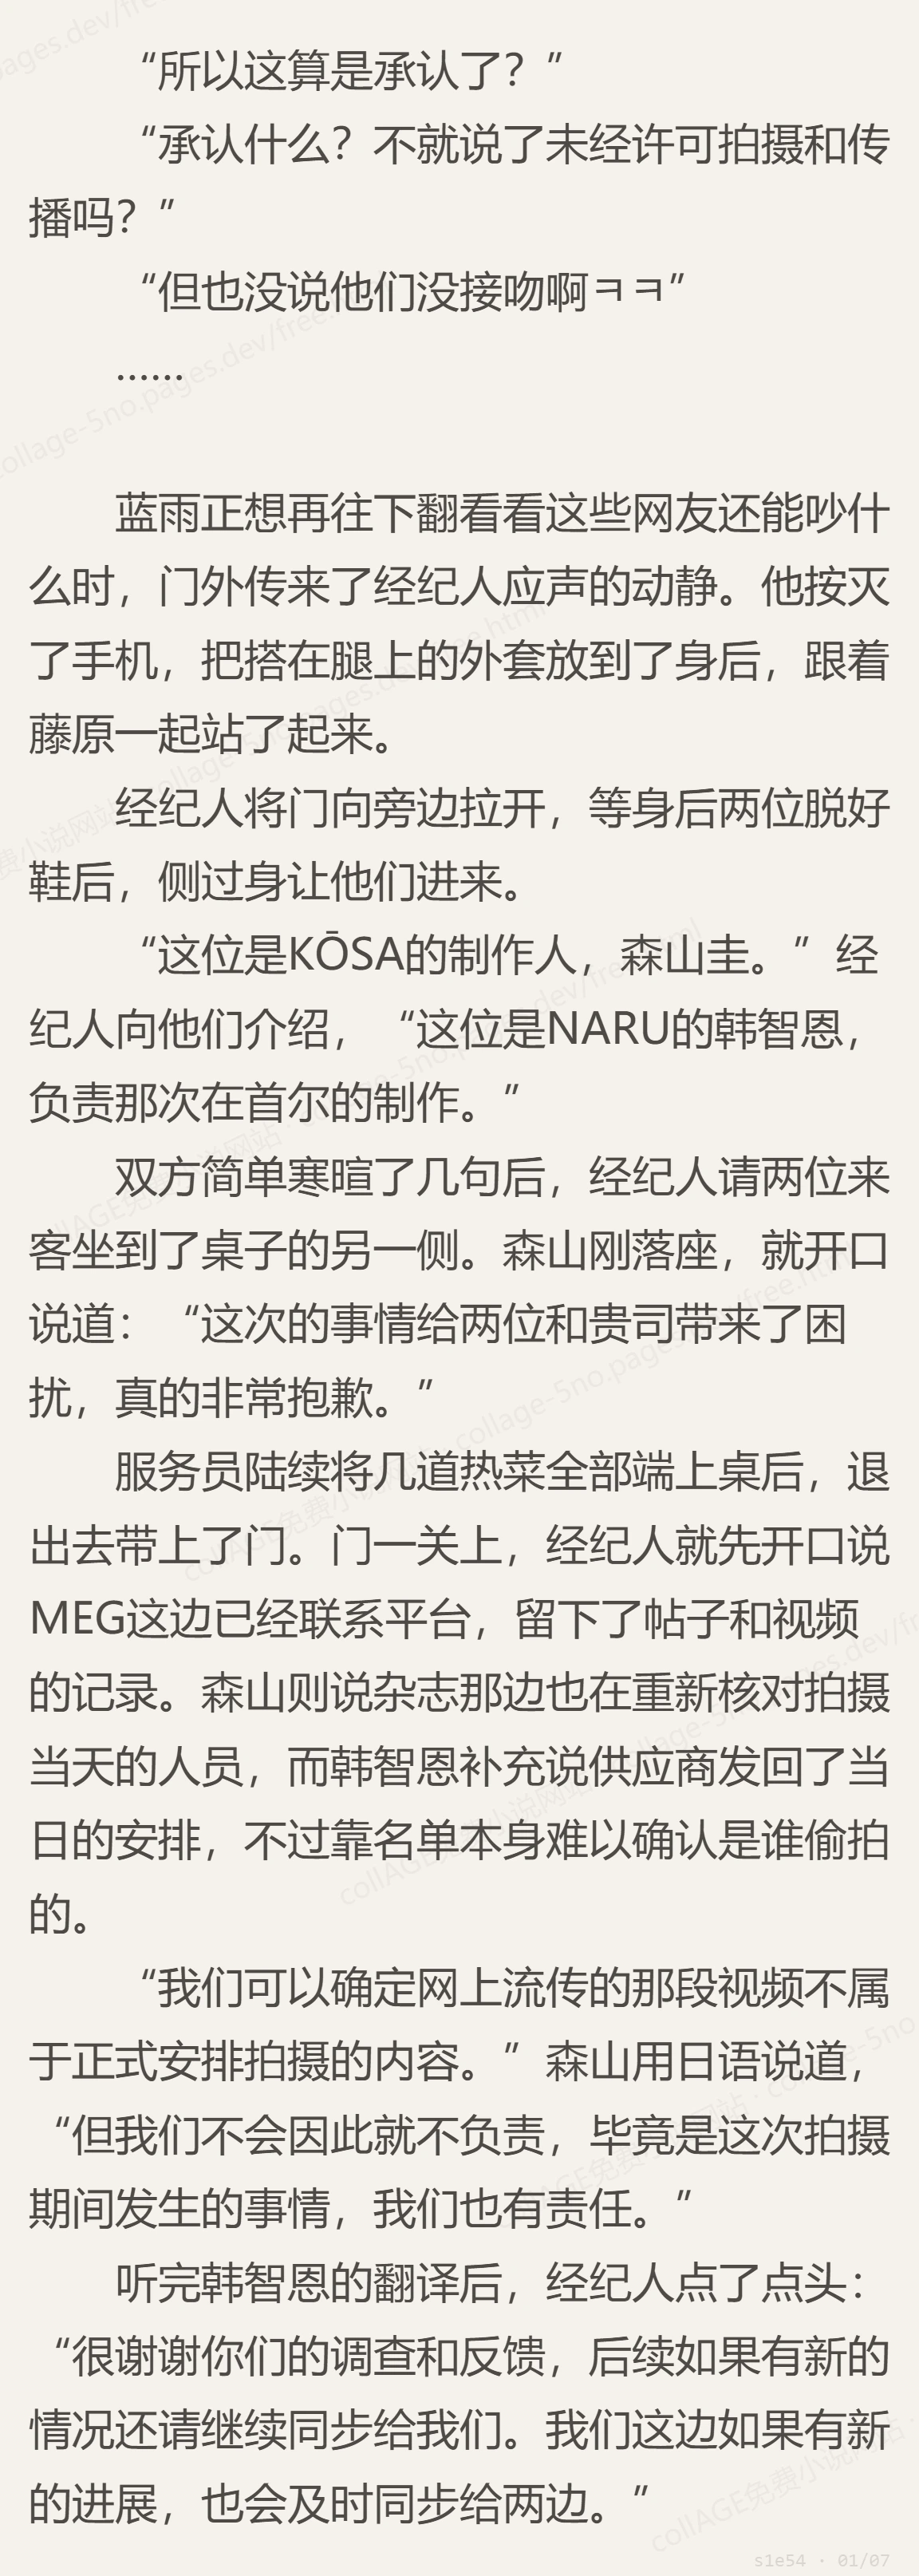 “所以这算是承认了？”
“承认什么？不就说了未经许可拍摄和传
播吗？”
“但也没说他们没接吻啊ㅋㅋ”
……
蓝雨正想再往下翻看看这些网友还能吵什
么时，门外传来了经纪人应声的动静。他按灭
了手机，把搭在腿上的外套放到了身后，跟着
藤原一起站了起来。
经纪人将门向旁边拉开，等身后两位脱好
鞋后，侧过身让他们进来。
“这位是KŌSA的制作人，森山圭。”经
纪人向他们介绍，“这位是NARU的韩智恩，
负责那次在首尔的制作。”
双方简单寒暄了几句后，经纪人请两位来
客坐到了桌子的另一侧。森山刚落座，就开口
说道：“这次的事情给两位和贵司带来了困
扰，真的非常抱歉。”
服务员陆续将几道热菜全部端上桌后，退
出去带上了门。门一关上，经纪人就先开口说
MEG这边已经联系平台，留下了帖子和视频
的记录。森山则说杂志那边也在重新核对拍摄
当天的人员，而韩智恩补充说供应商发回了当
日的安排，不过靠名单本身难以确认是谁偷拍
的。
“我们可以确定网上流传的那段视频不属
于正式安排拍摄的内容。”森山用日语说道，
“但我们不会因此就不负责，毕竟是这次拍摄
期间发生的事情，我们也有责任。”
听完韩智恩的翻译后，经纪人点了点头：
“很谢谢你们的调查和反馈，后续如果有新的
情况还请继续同步给我们。我们这边如果有新
的进展，也会及时同步给两边。”
collAGE免费小说网站 · collage-5no.pages.dev/free.html
s1e54 · 01/07